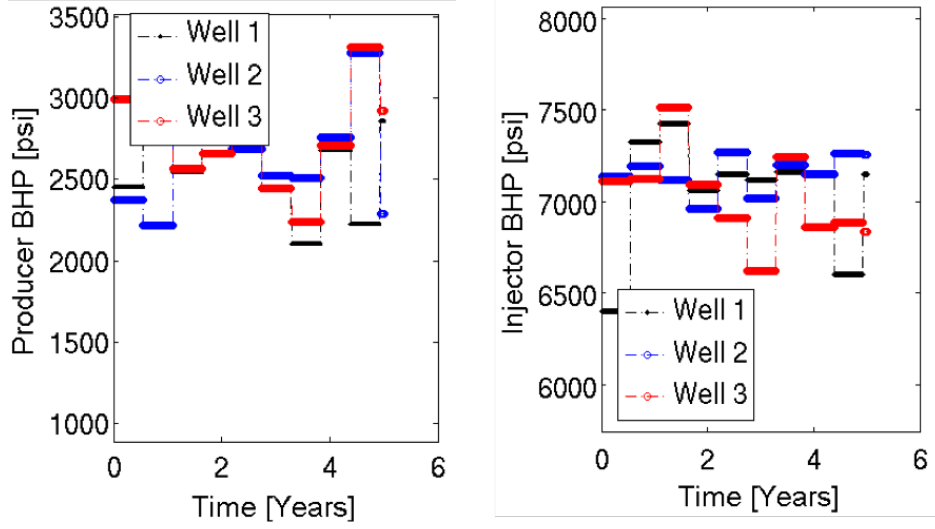 3500
3000
2500
2000
1500
1000
0
2
4
6
Producer BHP [psi]
Time [Years]
Well 1
Well 2
Well 3
8000
7500
7000
6500
6000
0
2
4
6
Injector BHP [psi]
Time [Years]
Well 1
Well 2
Well 3